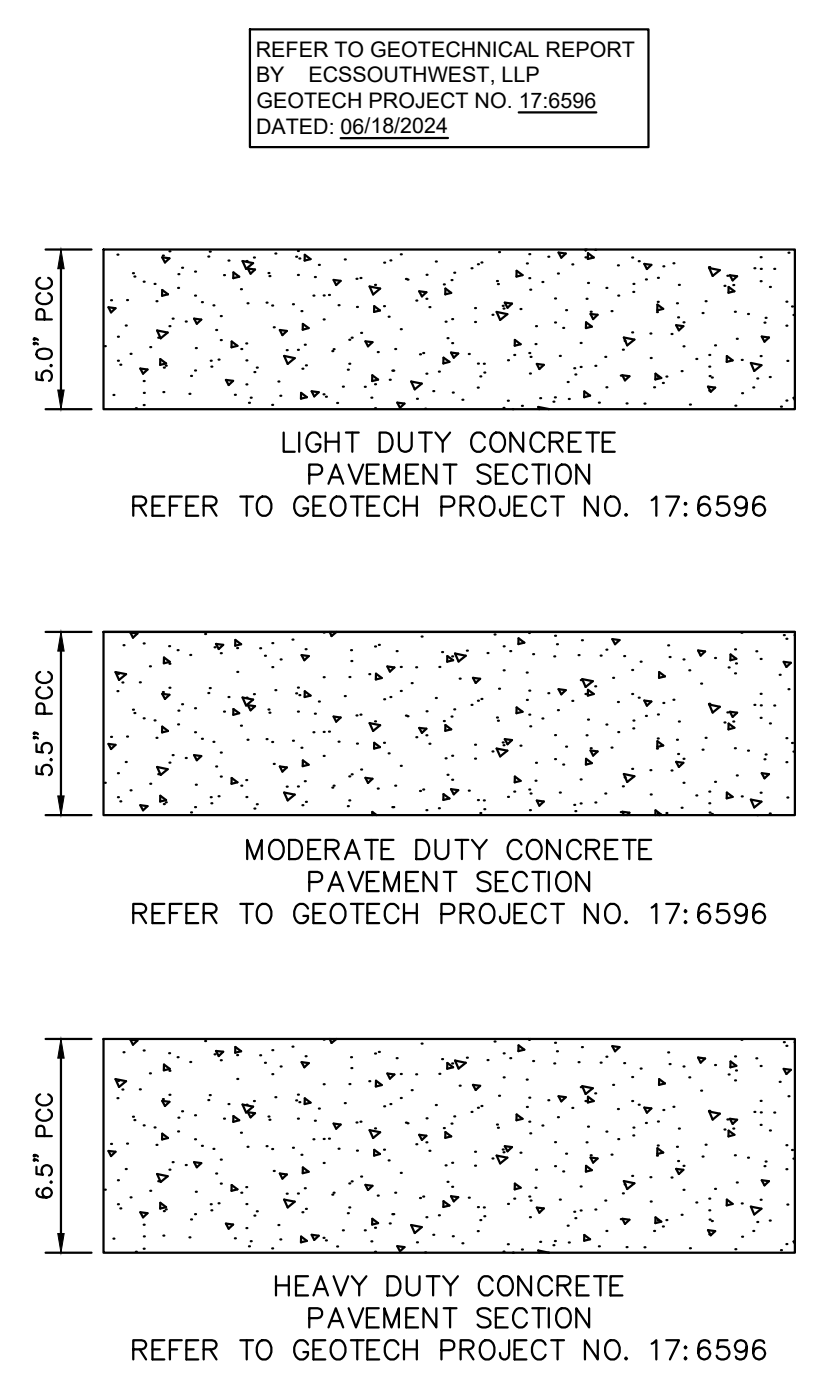 REFER TO GEOTECHNICAL REPORT
BY ECSSOUTHWEST, LLP
GEOTECH PROJECT NO. 17:6596
DATED: 06/18/2024
5.0" PCC
LIGHT DUTY CONCRETE
PAVEMENT SECTION
REFER TO GEOTECH PROJECT NO. 17:6596
5.5" PCC
MODERATE DUTY CONCRETE
PAVEMENT SECTION
REFER TO GEOTECH PROJECT NO. 17:6596
6.5" PCC
HEAVY DUTY CONCRETE
PAVEMENT SECTION
REFER TO GEOTECH PROJECT NO. 17:6596